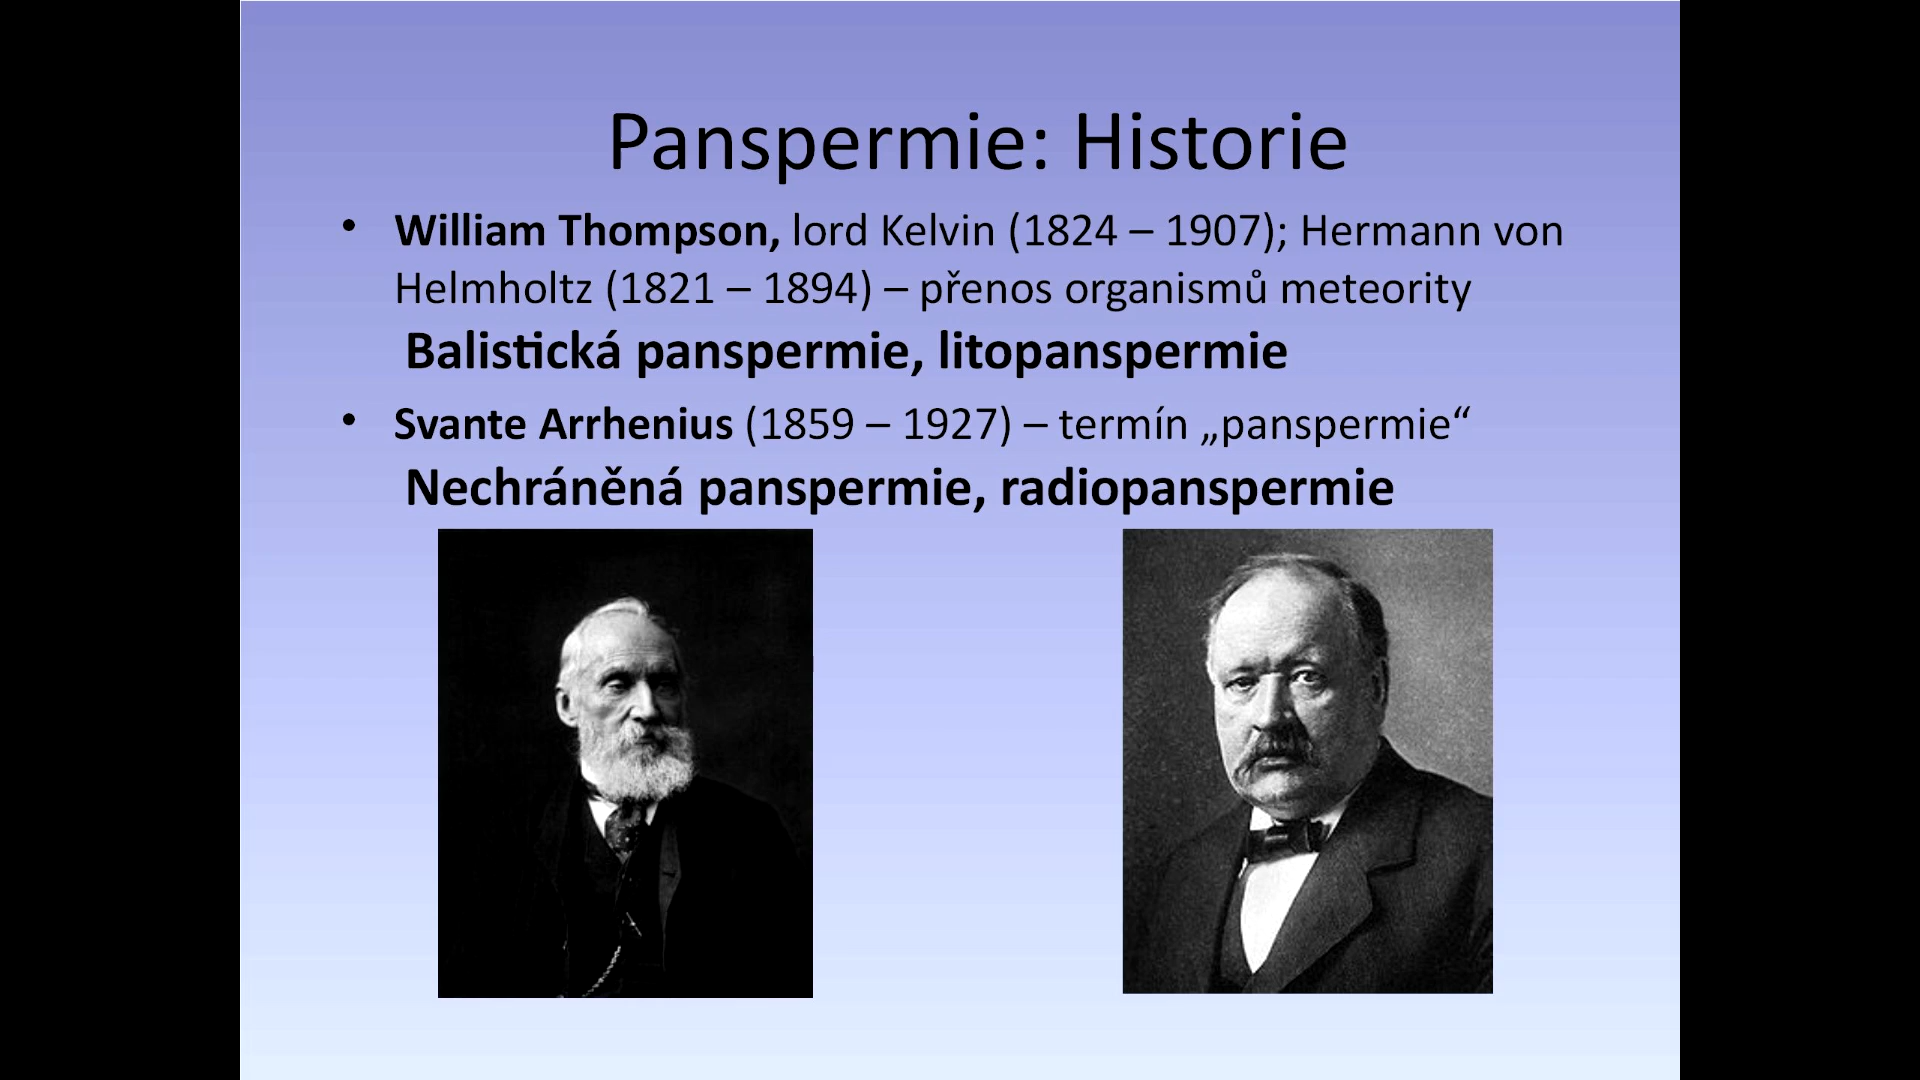 Panspermie: Historie
• William Thompson, lord Kelvin (1824 – 1907); Hermann von
Helmholtz (1821 – 1894) – přenos organismů meteority
Balistická panspermie, litopanspermie
• Svante Arrhenius (1859 – 1927) – termín „panspermie“
Nechráněná panspermie, radiopanspermie